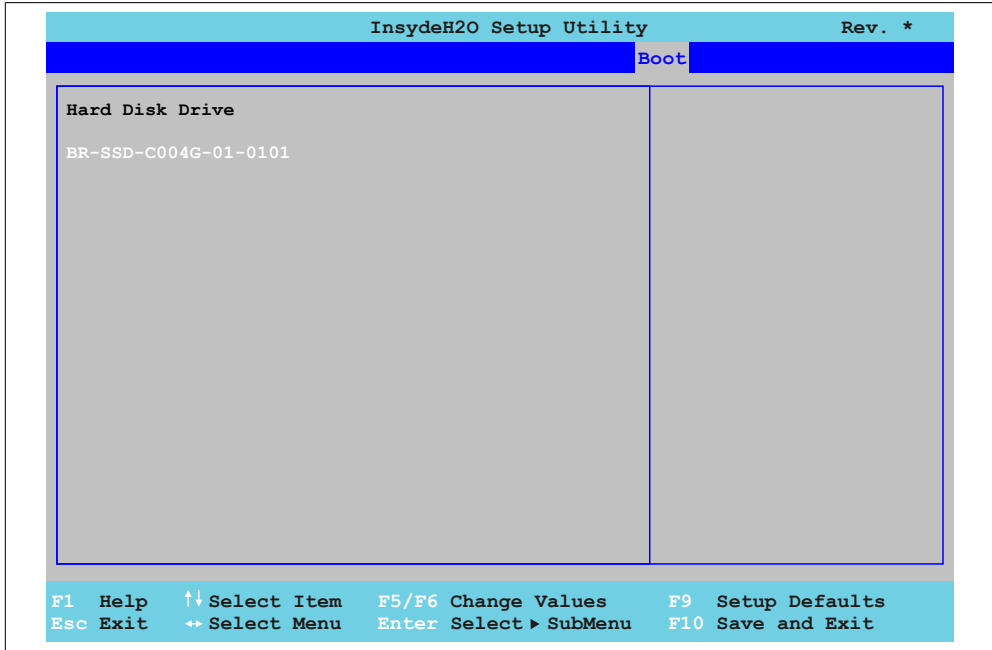 InsydeH2O Setup Utility Rev. *
Boot
Hard Disk Drive
BR-SSD-C004G-01-0101
F1 Help ↑↓ Select Item F5/F6 Change Values F9 Setup Defaults
Esc Exit ↔ Select Menu Enter Select ▶ SubMenu F10 Save and Exit